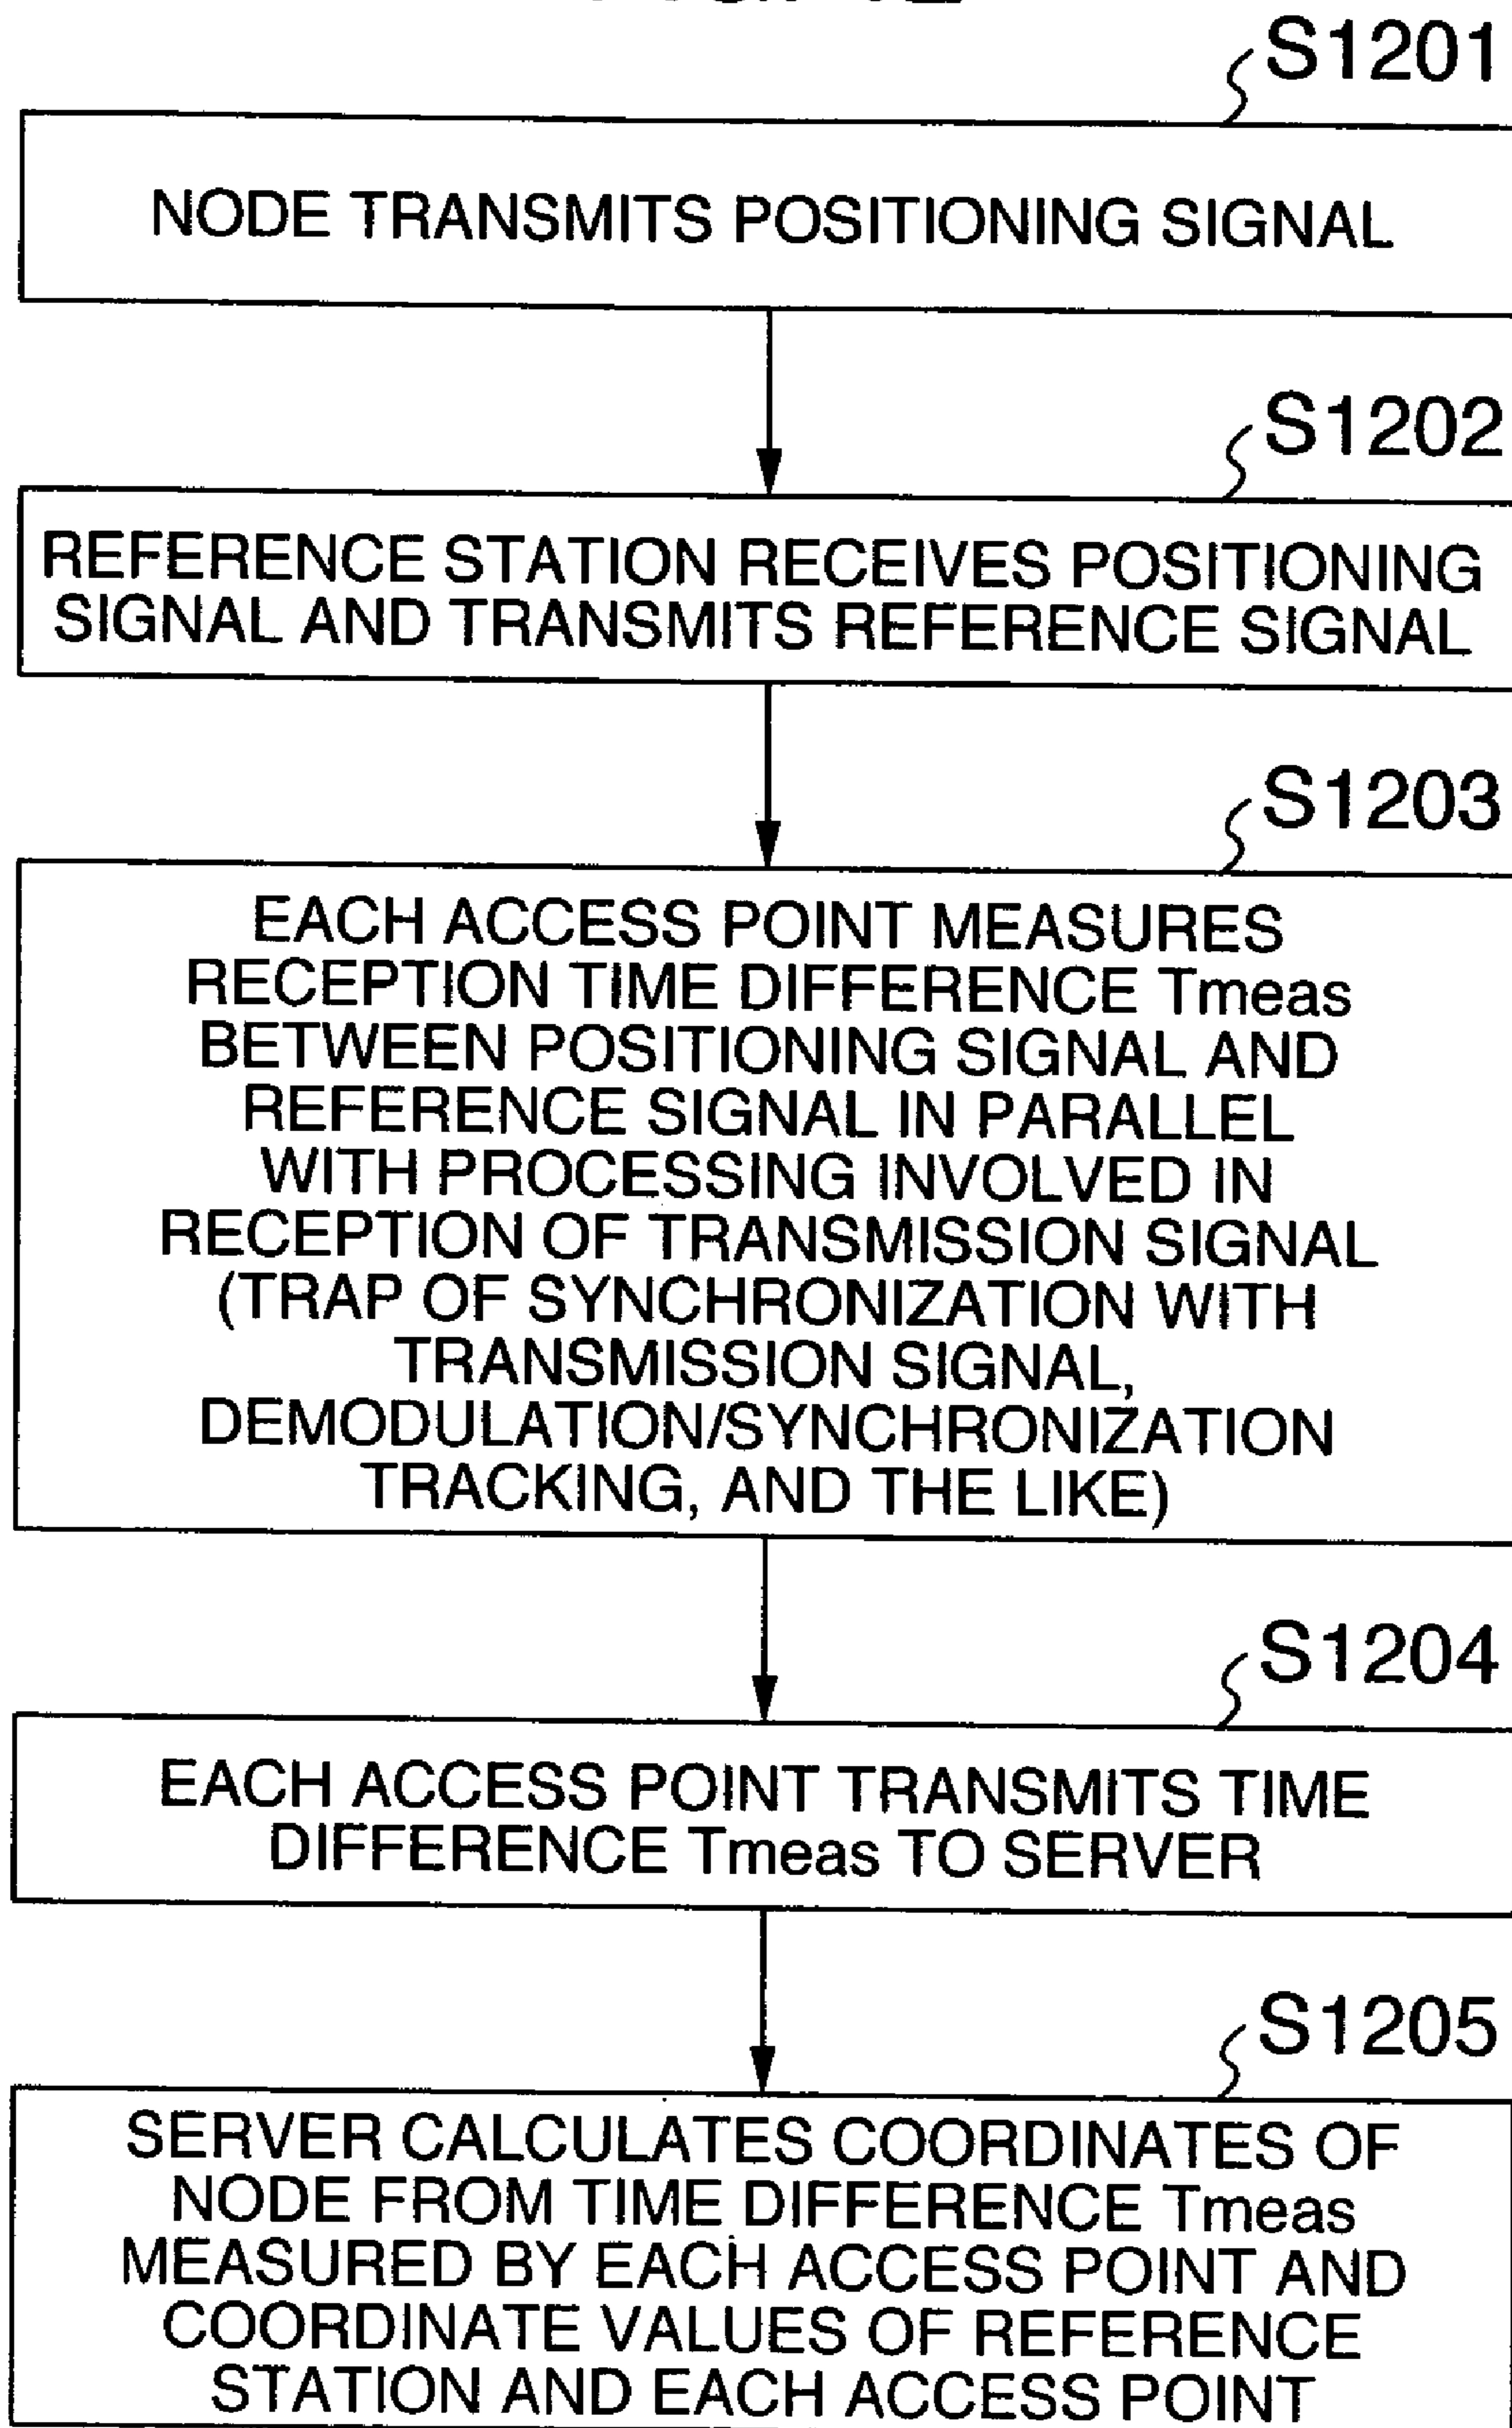 S1201
NODE TRANSMITS POSITIONING SIGNAL
S1202
REFERENCE STATION RECEIVES POSITIONING
SIGNAL AND TRANSMITS REFERENCE SIGNAL
S1203
EACH ACCESS POINT MEASURES
RECEPTION TIME DIFFERENCE Tmeas
BETWEEN POSITIONING SIGNAL AND
REFERENCE SIGNAL IN PARALLEL
WITH PROCESSING INVOLVED IN
RECEPTION OF TRANSMISSION SIGNAL
(TRAP OF SYNCHRONIZATION WITH
TRANSMISSION SIGNAL,
DEMODULATION/SYNCHRONIZATION
TRACKING, AND THE LIKE)
S1204
EACH ACCESS POINT TRANSMITS TIME
DIFFERENCE Tmeas TO SERVER
S1205
SERVER CALCULATES COORDINATES OF
NODE FROM TIME DIFFERENCE Tmeas
MEASURED BY EACH ACCESS POINT AND
COORDINATE VALUES OF REFERENCE
STATION AND EACH ACCESS POINT